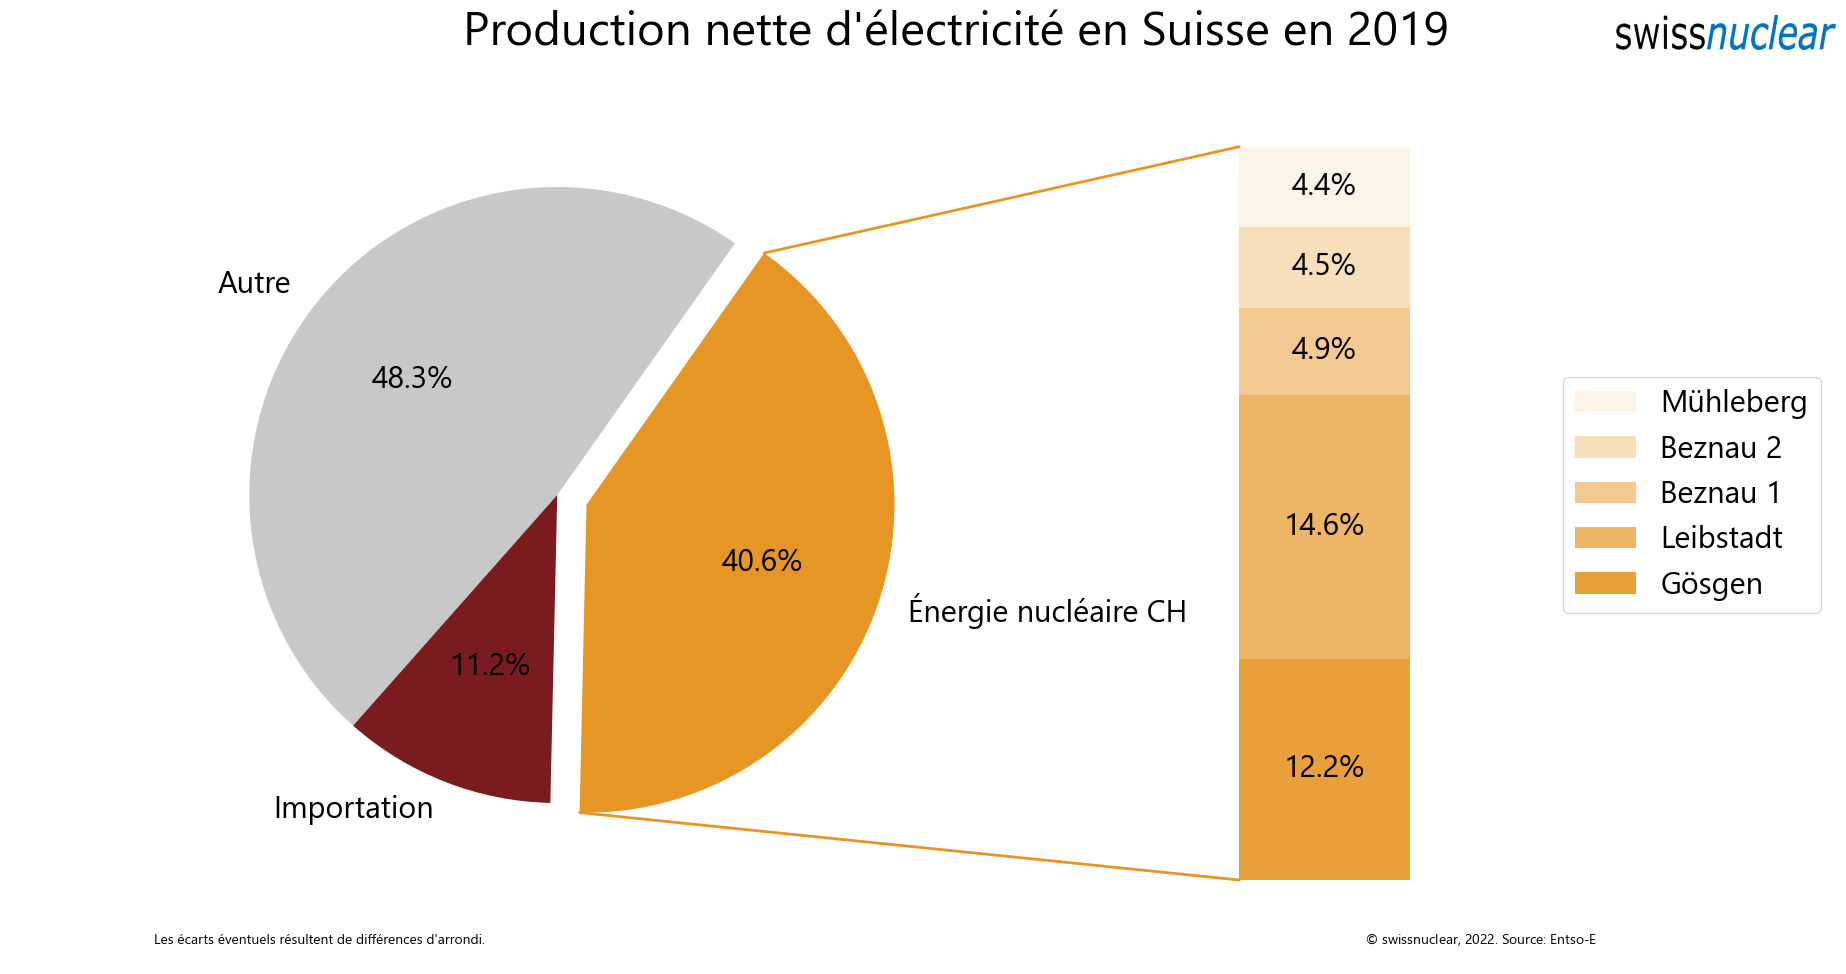 Production nette d'électricité en Suisse en 2019
swissnuclear
Autre
48.3%
40.6%
Énergie nucléaire CH
11.2%
Importation
4.4%
4.5%
4.9%
14.6%
12.2%
Mühleberg
Beznau 2
Beznau 1
Leibstadt
Gösgen
Les écarts éventuels résultent de différences d'arrondi.
© swissnuclear, 2022. Source: Entso-E